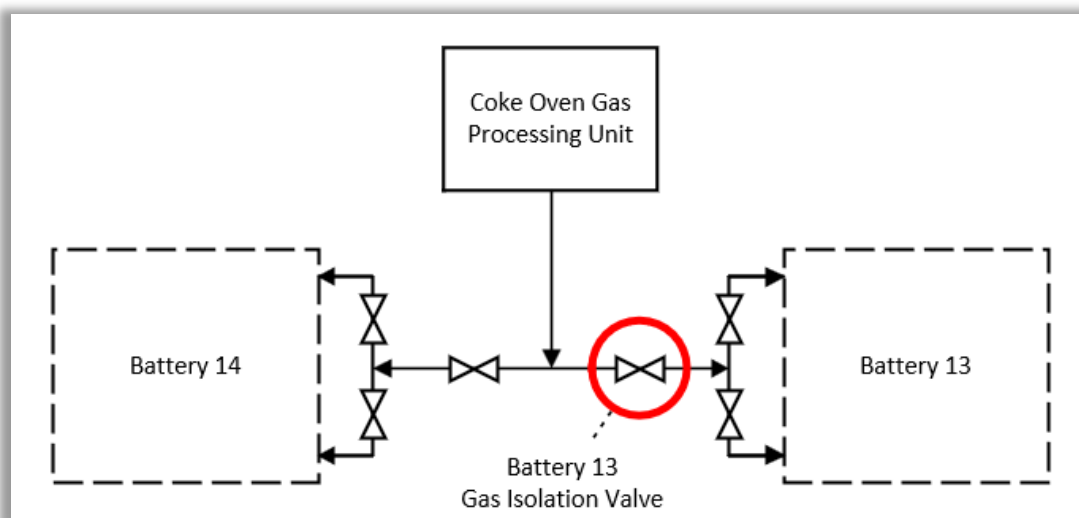 Coke Oven Gas
Processing Unit
Battery 14
Battery 13
Battery 13
Gas Isolation Valve